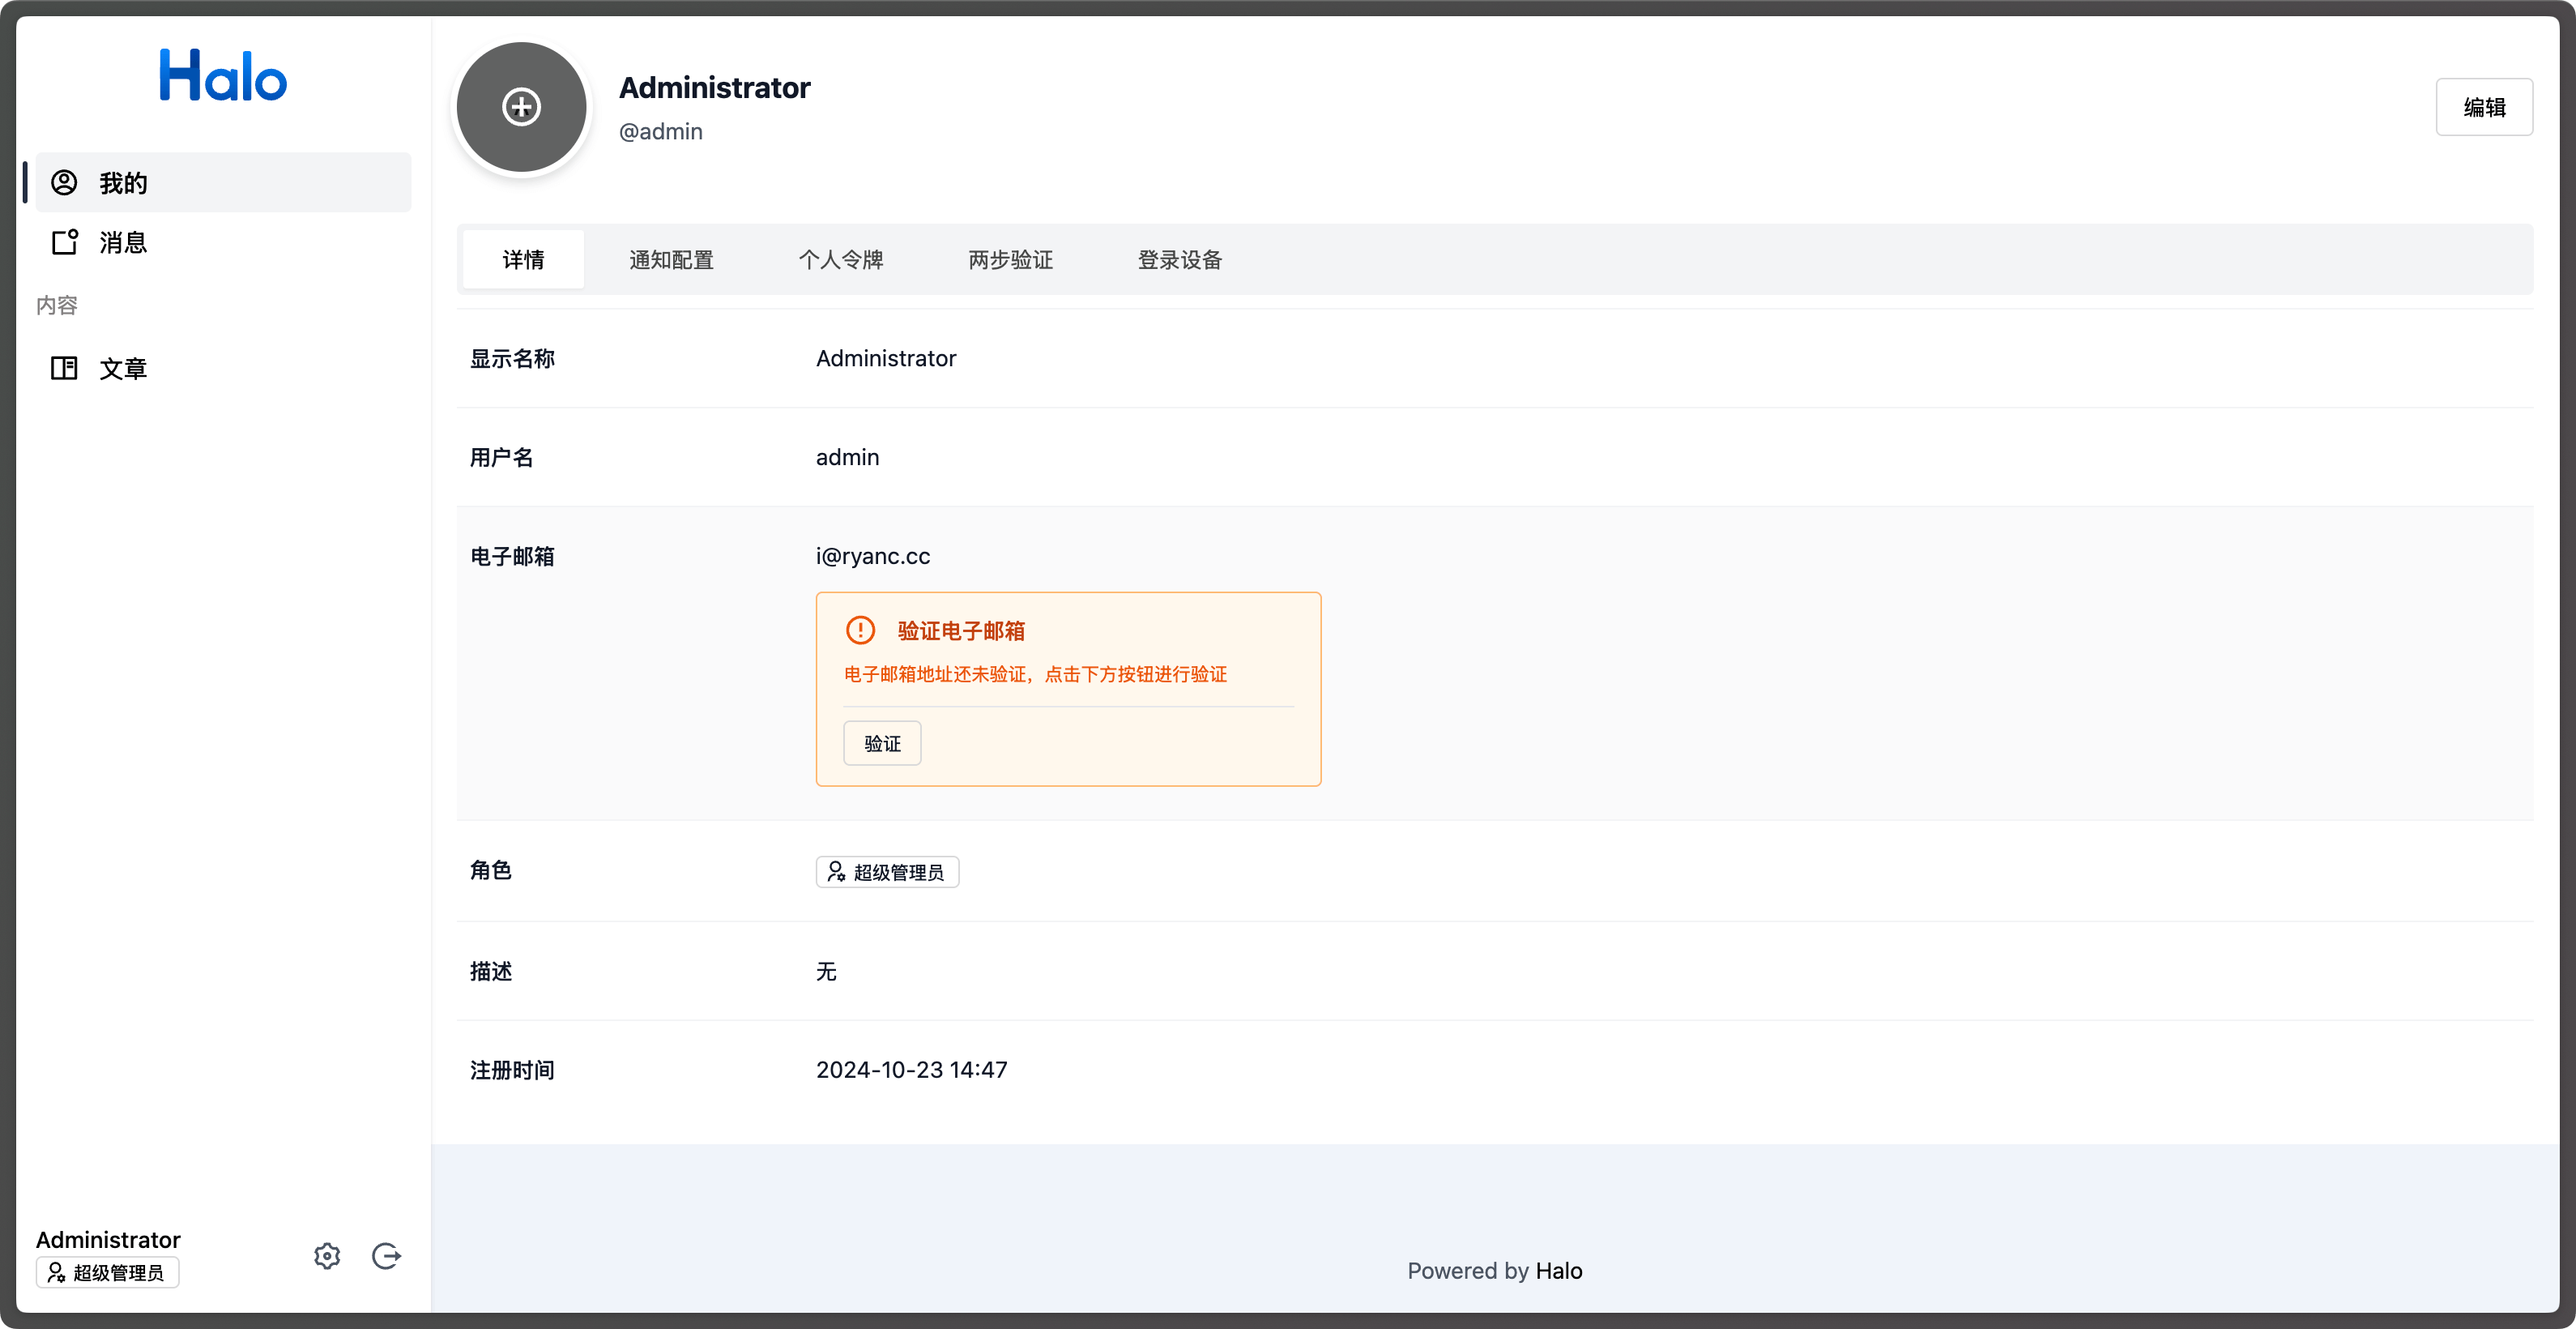 Halo
我的
消息
内容
文章
Administrator
超级管理员
Administrator
@admin
编辑
详情 通知配置 个人令牌 两步验证 登录设备
显示名称 Administrator
用户名 admin
电子邮箱 i@ryanc.cc
验证电子邮箱
电子邮箱地址还未验证，点击下方按钮进行验证
验证
角色 超级管理员
描述 无
注册时间 2024-10-23 14:47
Powered by Halo